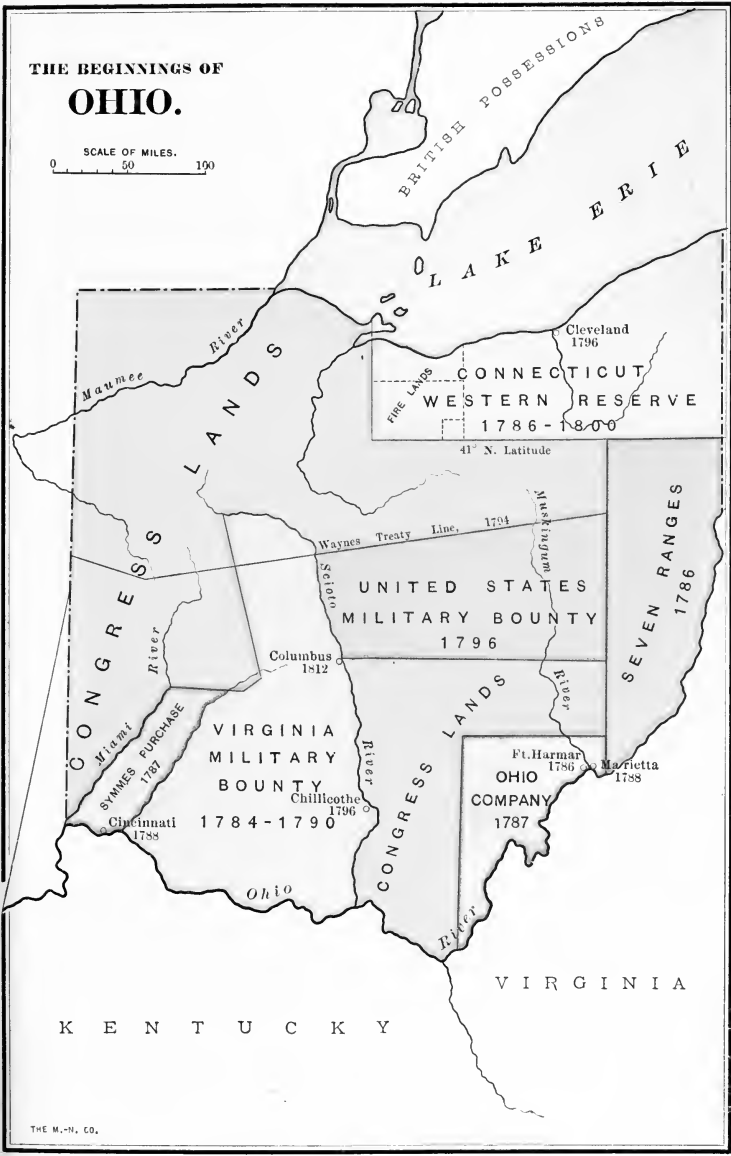 THE BEGINNINGS OF
OHIO.
SCALE OF MILES.
0 50 100
BRITISH POSSESSIONS
LAKE ERIE
Maumee River
Cleveland
1796
FIRE LANDS
CONNECTICUT
WESTERN RESERVE
1786-1800
41° N. Latitude
CONGRESS LANDS
Waynes Treaty Line, 1794
Scioto River
Muskingum River
UNITED STATES
MILITARY BOUNTY
1796
SEVEN RANGES
1786
Columbus
1812
Miami River
SYMMES PURCHASE
1787
VIRGINIA
MILITARY
BOUNTY
1784-1790
Chillicothe
1796
CONGRESS LANDS
Ft. Harmar
1786
Marietta
1788
OHIO
COMPANY
1787
Cincinnati
1788
Ohio River
VIRGINIA
KENTUCKY
THE M.-N. CO.